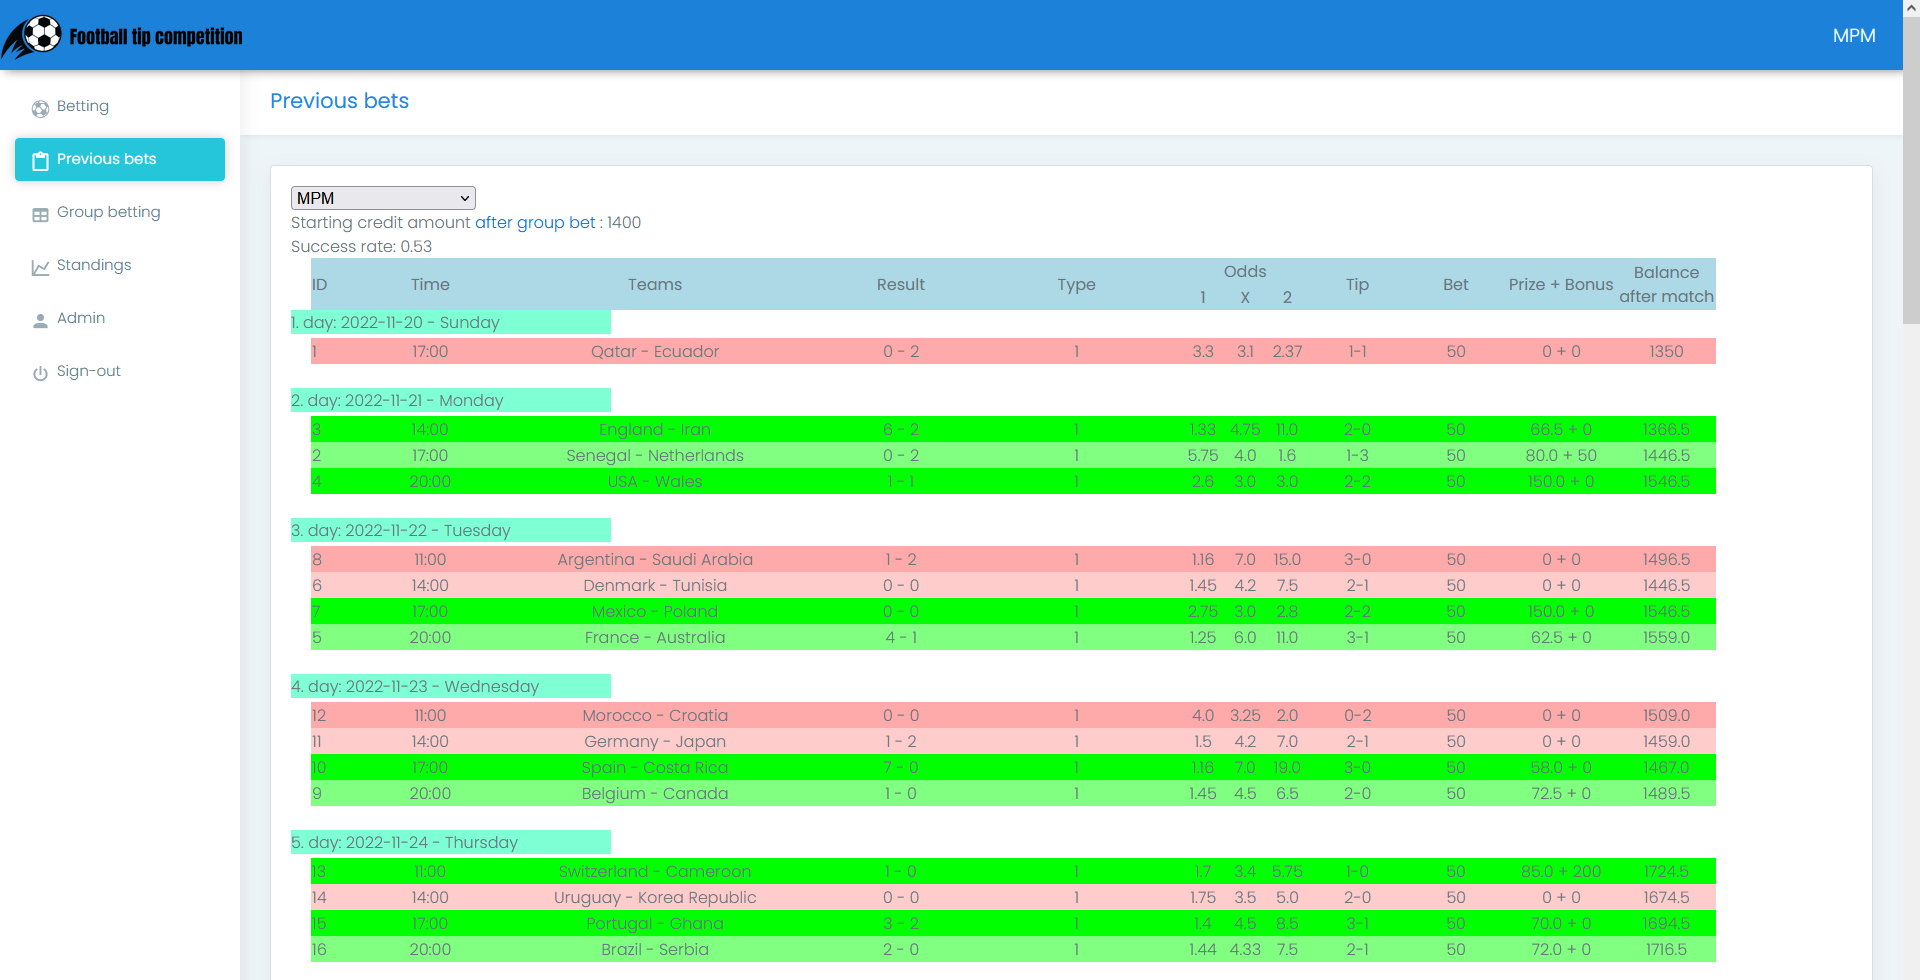 Football tip competition
MPM
Betting
Previous bets
Group betting
Standings
Admin
Sign-out
Previous bets
MPM
Starting credit amount after group bet : 1400
Success rate: 0.53
ID Time Teams Result Type Odds 1 X 2 Tip Bet Prize + Bonus Balance after match
1. day: 2022-11-20 - Sunday
1 17:00 Qatar - Ecuador 0 - 2 1 3.3 3.1 2.37 1-1 50 0 + 0 1350
2. day: 2022-11-21 - Monday
3 14:00 England - Iran 6 - 2 1 1.33 4.75 11.0 2-0 50 66.5 + 0 1366.5
2 17:00 Senegal - Netherlands 0 - 2 1 5.75 4.0 1.6 1-3 50 80.0 + 50 1446.5
4 20:00 USA - Wales 1 - 1 1 2.6 3.0 3.0 2-2 50 150.0 + 0 1546.5
3. day: 2022-11-22 - Tuesday
8 11:00 Argentina - Saudi Arabia 1 - 2 1 1.16 7.0 15.0 3-0 50 0 + 0 1496.5
6 14:00 Denmark - Tunisia 0 - 0 1 1.45 4.2 7.5 2-1 50 0 + 0 1446.5
7 17:00 Mexico - Poland 0 - 0 1 2.75 3.0 2.8 2-2 50 150.0 + 0 1546.5
5 20:00 France - Australia 4 - 1 1 1.25 6.0 11.0 3-1 50 62.5 + 0 1559.0
4. day: 2022-11-23 - Wednesday
12 11:00 Morocco - Croatia 0 - 0 1 4.0 3.25 2.0 0-2 50 0 + 0 1509.0
11 14:00 Germany - Japan 1 - 2 1 1.5 4.2 7.0 2-1 50 0 + 0 1459.0
10 17:00 Spain - Costa Rica 7 - 0 1 1.16 7.0 19.0 3-0 50 58.0 + 0 1467.0
9 20:00 Belgium - Canada 1 - 0 1 1.45 4.5 6.5 2-0 50 72.5 + 0 1489.5
5. day: 2022-11-24 - Thursday
13 11:00 Switzerland - Cameroon 1 - 0 1 1.7 3.4 5.75 1-0 50 85.0 + 200 1724.5
14 14:00 Uruguay - Korea Republic 0 - 0 1 1.75 3.5 5.0 2-0 50 0 + 0 1674.5
15 17:00 Portugal - Ghana 3 - 2 1 1.4 4.5 8.5 3-1 50 70.0 + 0 1694.5
16 20:00 Brazil - Serbia 2 - 0 1 1.44 4.33 7.5 2-1 50 72.0 + 0 1716.5